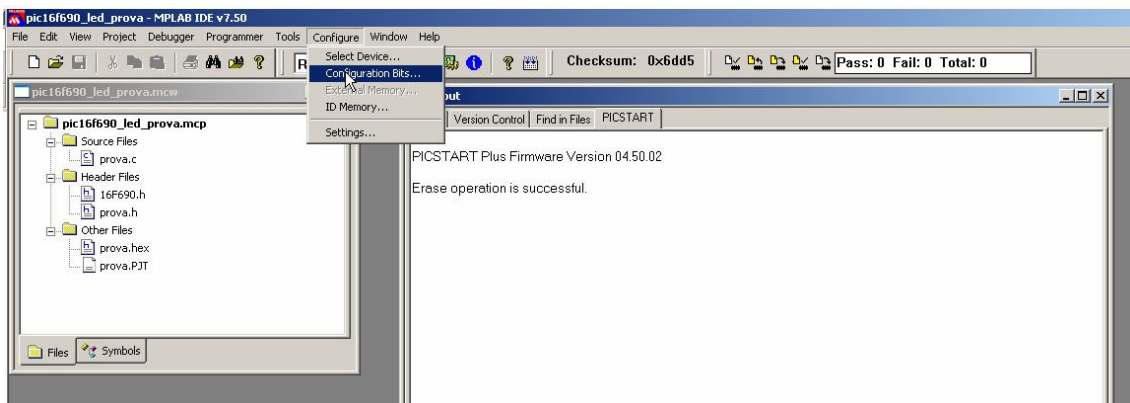 pic16f690_led_prova - MPLAB IDE v7.50
File Edit View Project Debugger Programmer Tools Configure Window Help
Checksum: 0x6dd5
Pass: 0 Fail: 0 Total: 0
Select Device...
Configuration Bits...
External Memory...
ID Memory...
Settings...
pic16f690_led_prova.mcw
pic16f690_led_prova.mcp
Source Files
prova.c
Header Files
16F690.h
prova.h
Other Files
prova.hex
prova.PJT
Files Symbols
Version Control Find in Files PICSTART
PICSTART Plus Firmware Version 04.50.02
Erase operation is successful.